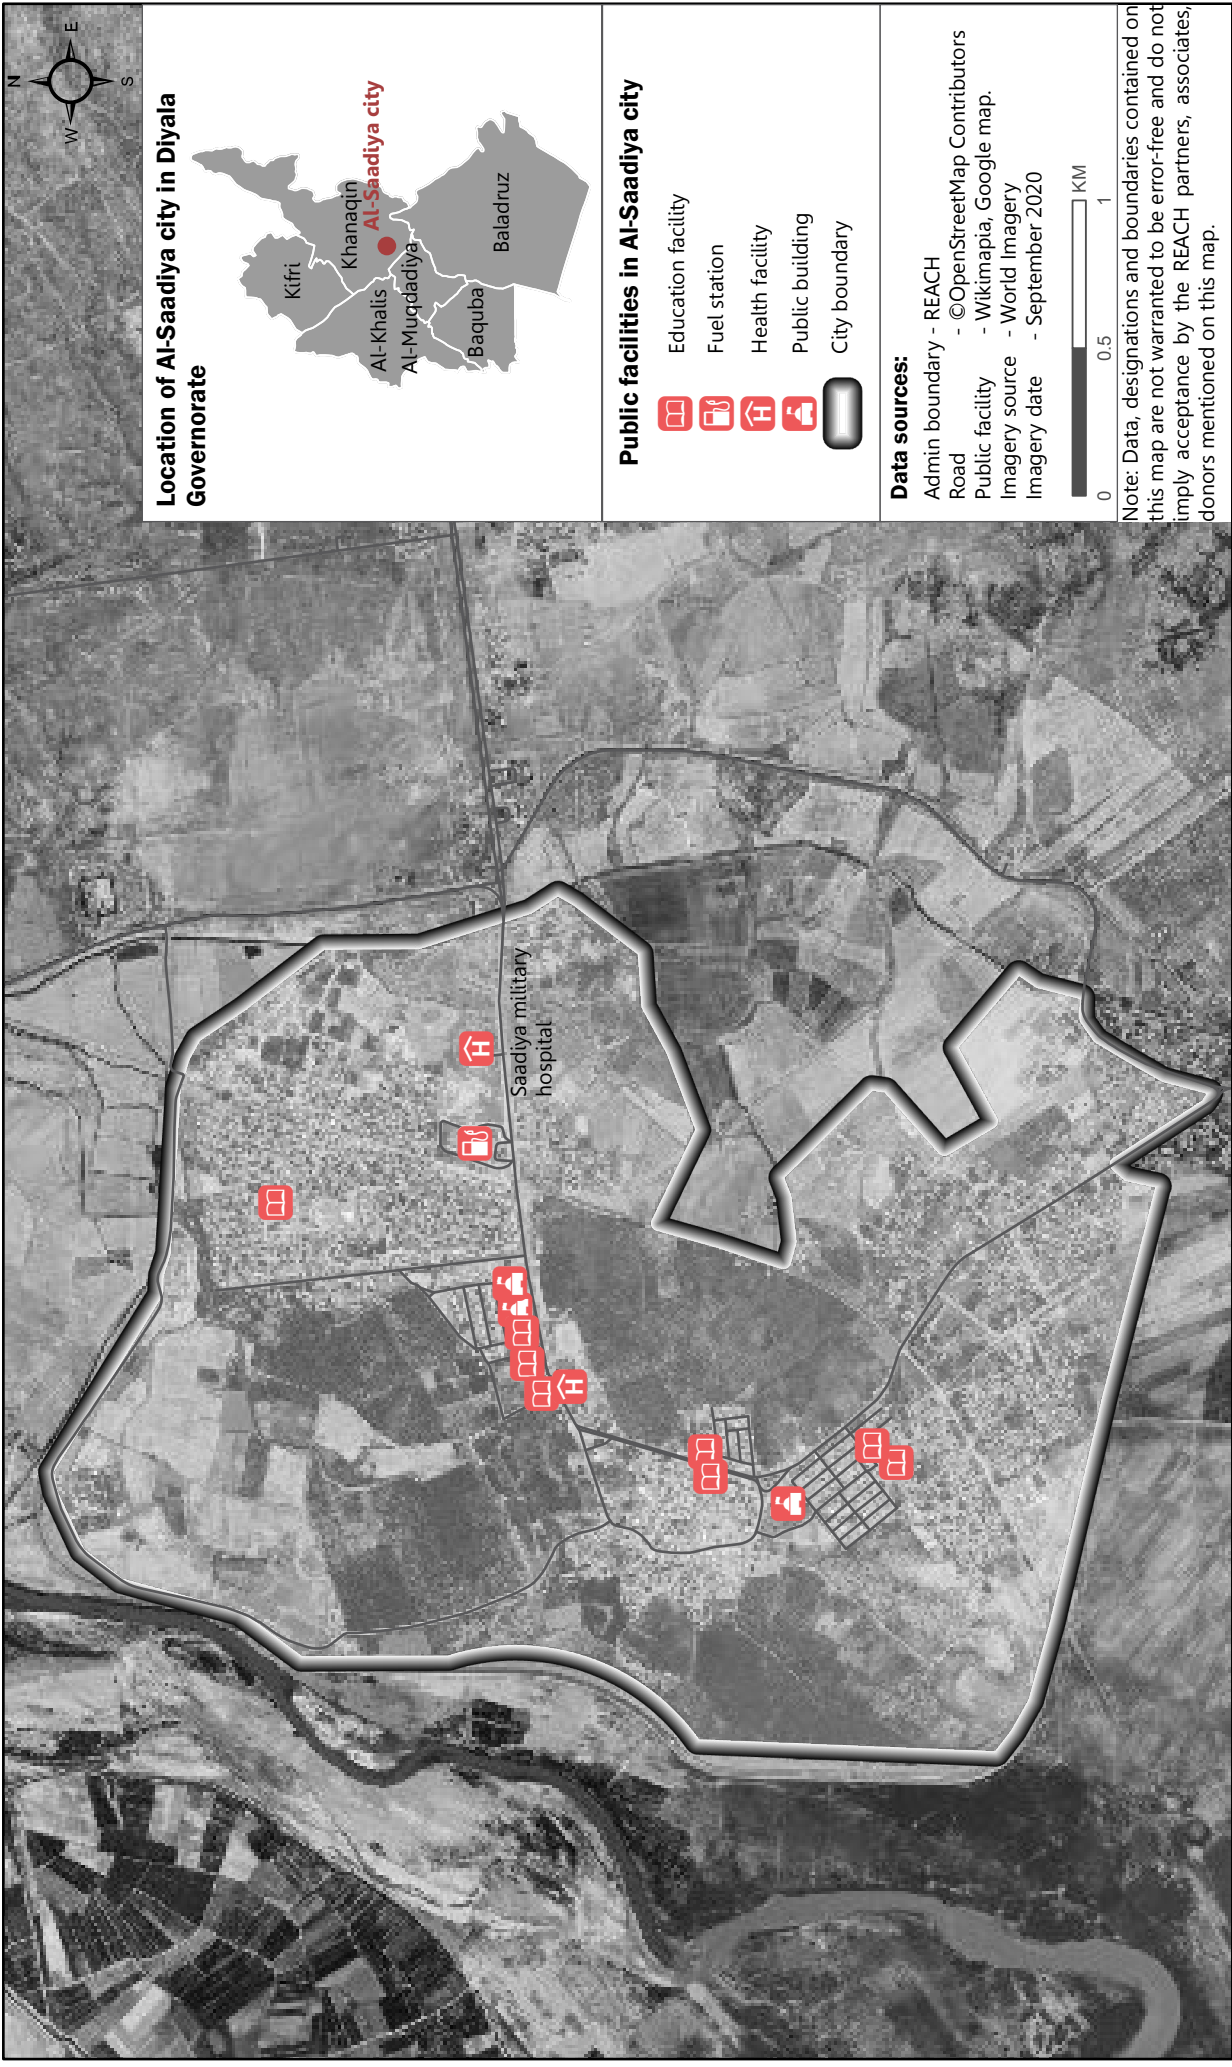 N
W
E
S
Location of Al-Saadiya city in Diyala
Governorate
Kifri
Khanaqin
Al-Saadiya city
Al-Khalis
Al-Muqdadiya
Baquba
Baladruz
Public facilities in Al-Saadiya city
Education facility
Fuel station
H Health facility
Public building
City boundary
Data sources:
Admin boundary - REACH
Road - ©OpenStreetMap Contributors
Public facility - Wikimapia, Google map.
Imagery source - World Imagery
Imagery date - September 2020
0 0.5 1 KM
Note: Data, designations and boundaries contained on
this map are not warranted to be error-free and do not
imply acceptance by the REACH partners, associates,
donors mentioned on this map.
H
Saadiya military
hospital
H